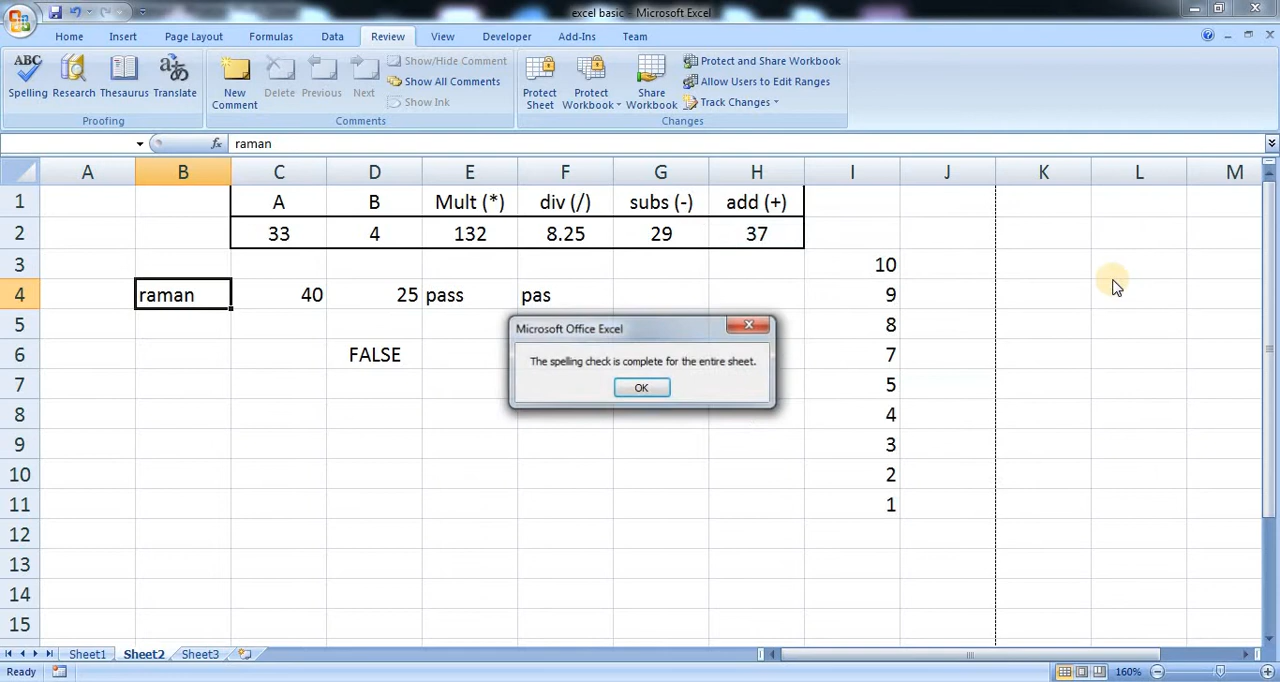 excel basic - Microsoft Excel
Home Insert Page Layout Formulas Data Review View Developer Add-Ins Team
ABC
Spelling Research Thesaurus Translate New Comment Delete Previous Next Show/Hide Comment
Show All Comments
Show Ink
Protect Sheet Protect Workbook Share Workbook Protect and Share Workbook
Allow Users to Edit Ranges
Track Changes
Proofing Comments Changes
fx raman
A B C D E F G H I J K L M
1 A B Mult (*) div (/) subs (-) add (+)
2 33 4 132 8.25 29 37
3 10
4 raman 40 25 pass pas 9
5 8
6 FALSE 7
7 5
8 4
9 3
10 2
11 1
12
13
14
15
Microsoft Office Excel
The spelling check is complete for the entire sheet.
OK
Sheet1 Sheet2 Sheet3
Ready 160%